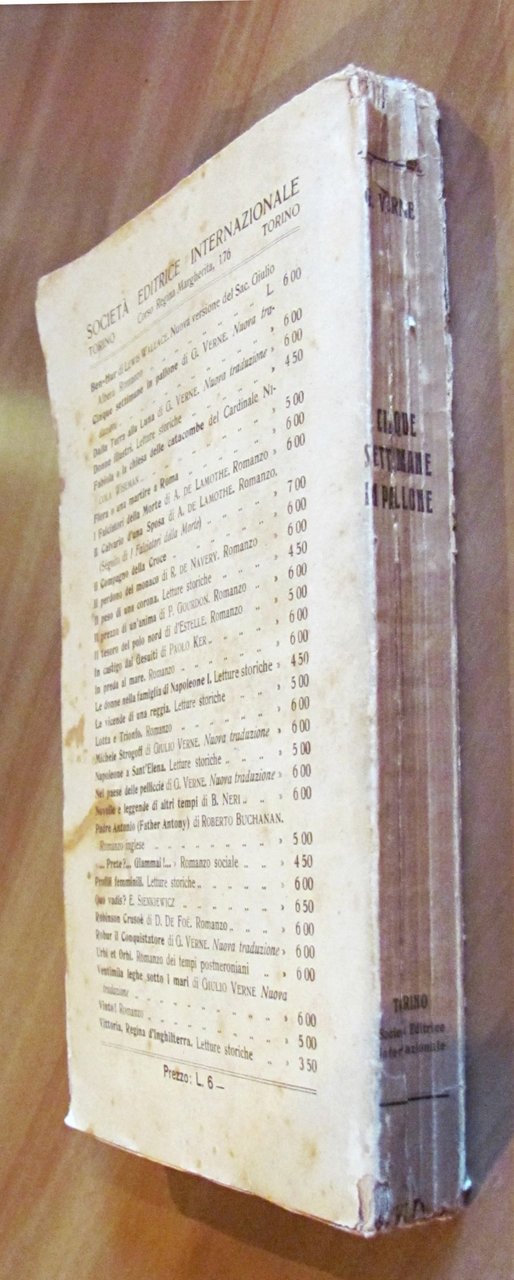 SOCIETÀ EDITRICE INTERNAZIONALE
TORINO Corso Regina Margherita, 176 TORINO
Ben-Hur di LEWIS WALLACE. Nuova versione del Sac. Giulio
Albera. Romanzo L. 6 00
Cinque settimane in pallone di G. VERNE. Nuova tra-
duzione » 6 00
Dalla Terra alla Luna di G. VERNE. Nuova traduzione » 6 00
Donne illustri. Letture storiche » 4 50
Fabiola o la chiesa delle catacombe del Cardinale NI-
COLA WISEMAN » 5 00
Flora o una martire a Roma » 6 00
I Falciatori della Morte di A. DE LAMOTHE. Romanzo » 6 00
Il Calvario d'una Sposa di A. DE LAMOTHE. Romanzo.
(Seguito di I Falciatori della Morte) » 7 00
Il Compagno della Croce » 6 00
Il perdono del monaco di R. DE NAVERY. Romanzo » 6 00
Il peso di una corona. Letture storiche » 4 50
Il prezzo di un'anima di P. GOURDON. Romanzo » 6 00
Il tesoro del polo nord di d'ESTELLE. Romanzo » 5 00
In castigo dai Gesuiti di PAOLO KER » 6 00
In preda al mare. Romanzo » 6 00
Le donne nella famiglia di Napoleone I. Letture storiche » 4 50
Le vicende di una reggia. Letture storiche » 5 00
Lotta e Trionfo. Romanzo » 6 00
Michele Strogoff di GIULIO VERNE. Nuova traduzione » 6 00
Napoleone a Sant'Elena. Letture storiche » 5 00
Nel paese delle pelliccie di G. VERNE. Nuova traduzione » 6 00
Novelle e leggende di altri tempi di B. NERI » 6 00
Padre Antonio (Father Antony) di ROBERTO BUCHANAN.
Romanzo inglese » 5 00
.... Prete?... Giammai!... Romanzo sociale » 4 50
Profili femminili. Letture storiche » 6 00
Quo vadis? E. SIENKIEWICZ » 6 50
Robinson Crusoè di D. DE FOE. Romanzo » 6 00
Robur il Conquistatore di G. VERNE. Nuova traduzione » 6 00
Urbi et Orbi. Romanzo dei tempi postneroniani » 6 00
Ventimila leghe sotto i mari di GIULIO VERNE Nuova
traduzione » 6 00
Vinto! Romanzo » 5 00
Vittoria, Regina d'Inghilterra. Letture storiche » 3 50
Prezzo: L. 6 —
G. VERNE
CINQUE
SETTIMANE
IN PALLONE
TORINO
Società Editrice
Internazionale